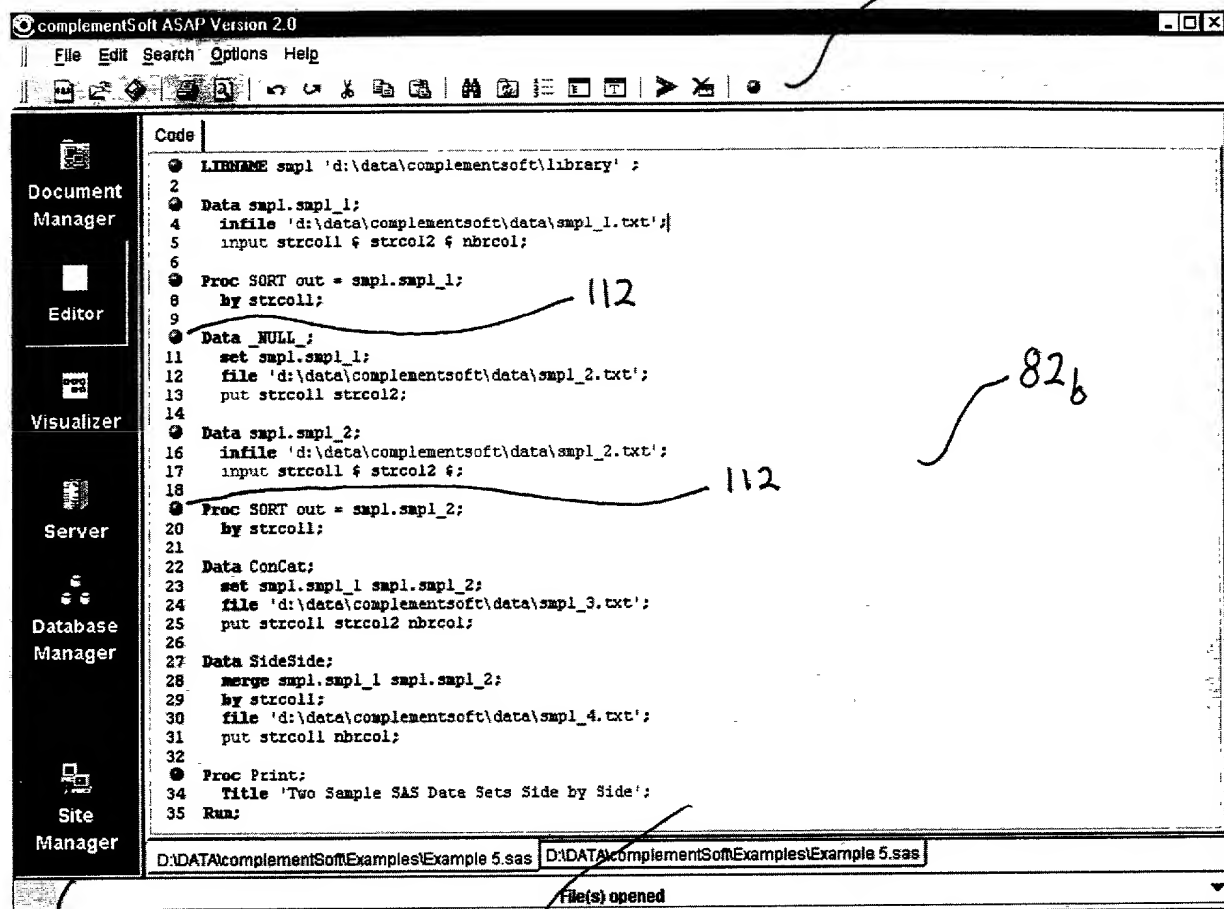 complementSoft ASAP Version 2.0
File Edit Search Options Help
Code
LIBNAME smpl 'd:\data\complementsoft\library' ;
2
Data smpl.smpl_1;
4 infile 'd:\data\complementsoft\data\smpl_1.txt';
5 input strcol1 $ strcol2 $ nbrcol;
6
Proc SORT out = smpl.smpl_1;
8 by strcol1;
9
Data _NULL_;
11 set smpl.smpl_1;
12 file 'd:\data\complementsoft\data\smpl_2.txt';
13 put strcol1 strcol2;
14
Data smpl.smpl_2;
16 infile 'd:\data\complementsoft\data\smpl_2.txt';
17 input strcol1 $ strcol2 $;
18
Proc SORT out = smpl.smpl_2;
20 by strcol1;
21
22 Data ConCat;
23 set smpl.smpl_1 smpl.smpl_2;
24 file 'd:\data\complementsoft\data\smpl_3.txt';
25 put strcol1 strcol2 nbrcol;
26
27 Data SideSide;
28 merge smpl.smpl_1 smpl.smpl_2;
29 by strcol1;
30 file 'd:\data\complementsoft\data\smpl_4.txt';
31 put strcol1 nbrcol;
32
Proc Print;
34 Title 'Two Sample SAS Data Sets Side by Side';
35 Run;
112
82b
112
Document
Manager
Editor
Visualizer
Server
Database
Manager
Site
Manager
D:\DATA\complementSoft\Examples\Example 5.sas D:\DATA\complementSoft\Examples\Example 5.sas
File(s) opened